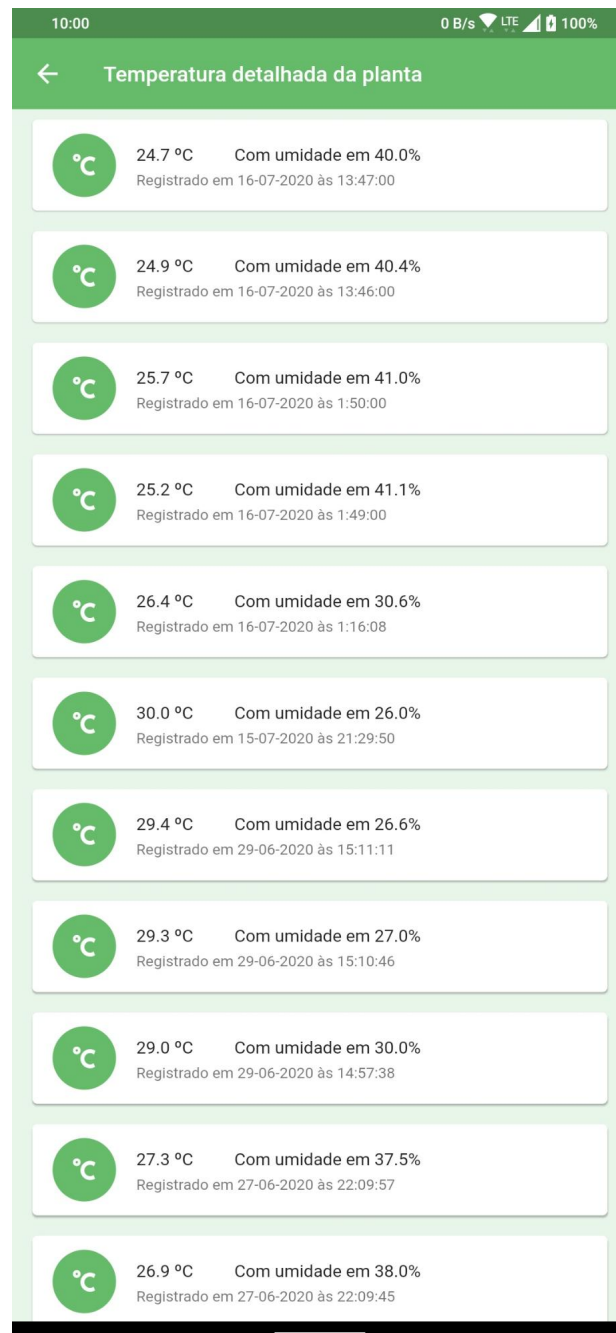 10:00 0 B/s LTE 100%
Temperatura detalhada da planta
°C 24.7 ºC Com umidade em 40.0%
Registrado em 16-07-2020 às 13:47:00
°C 24.9 ºC Com umidade em 40.4%
Registrado em 16-07-2020 às 13:46:00
°C 25.7 ºC Com umidade em 41.0%
Registrado em 16-07-2020 às 1:50:00
°C 25.2 ºC Com umidade em 41.1%
Registrado em 16-07-2020 às 1:49:00
°C 26.4 ºC Com umidade em 30.6%
Registrado em 16-07-2020 às 1:16:08
°C 30.0 ºC Com umidade em 26.0%
Registrado em 15-07-2020 às 21:29:50
°C 29.4 ºC Com umidade em 26.6%
Registrado em 29-06-2020 às 15:11:11
°C 29.3 ºC Com umidade em 27.0%
Registrado em 29-06-2020 às 15:10:46
°C 29.0 ºC Com umidade em 30.0%
Registrado em 29-06-2020 às 14:57:38
°C 27.3 ºC Com umidade em 37.5%
Registrado em 27-06-2020 às 22:09:57
°C 26.9 ºC Com umidade em 38.0%
Registrado em 27-06-2020 às 22:09:45